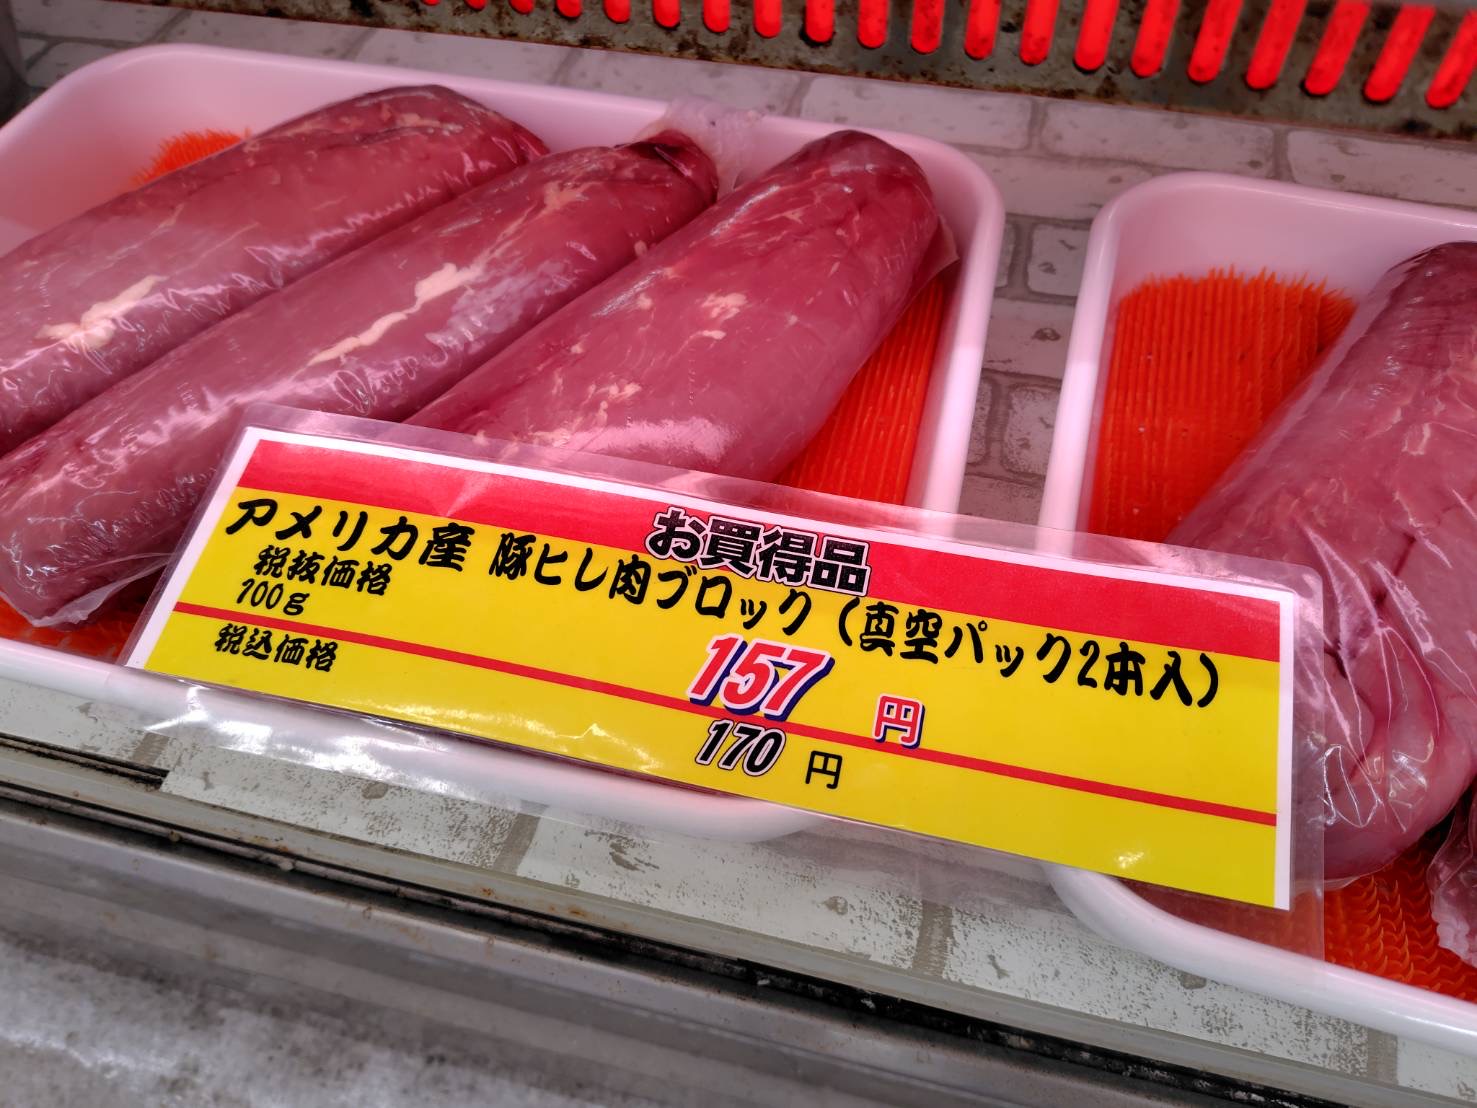 お買得品
アメリカ産 豚ヒレ肉ブロック(真空パック2本入)
税抜価格
100g
157 円
税込価格
170 円